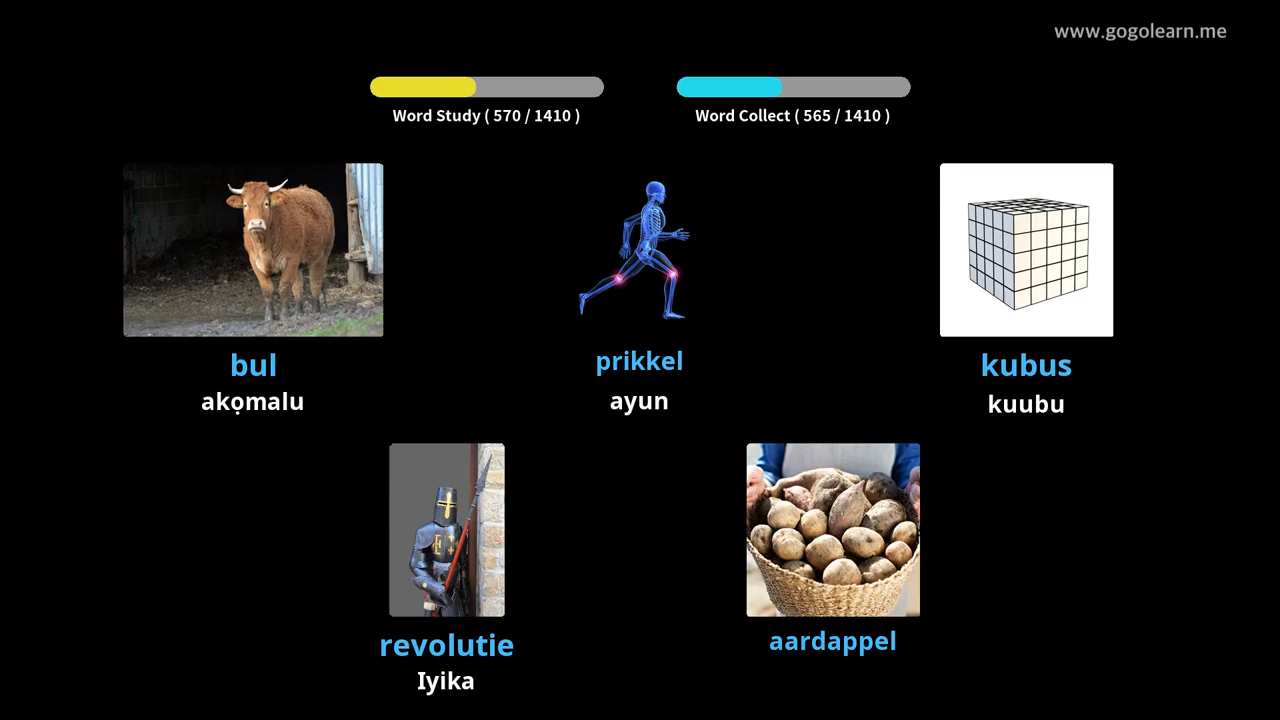 www.gogolearn.me
Word Study ( 570 / 1410 )
Word Collect ( 565 / 1410 )
bul
akọmalu
prikkel
ayun
kubus
kuubu
revolutie
Iyika
aardappel